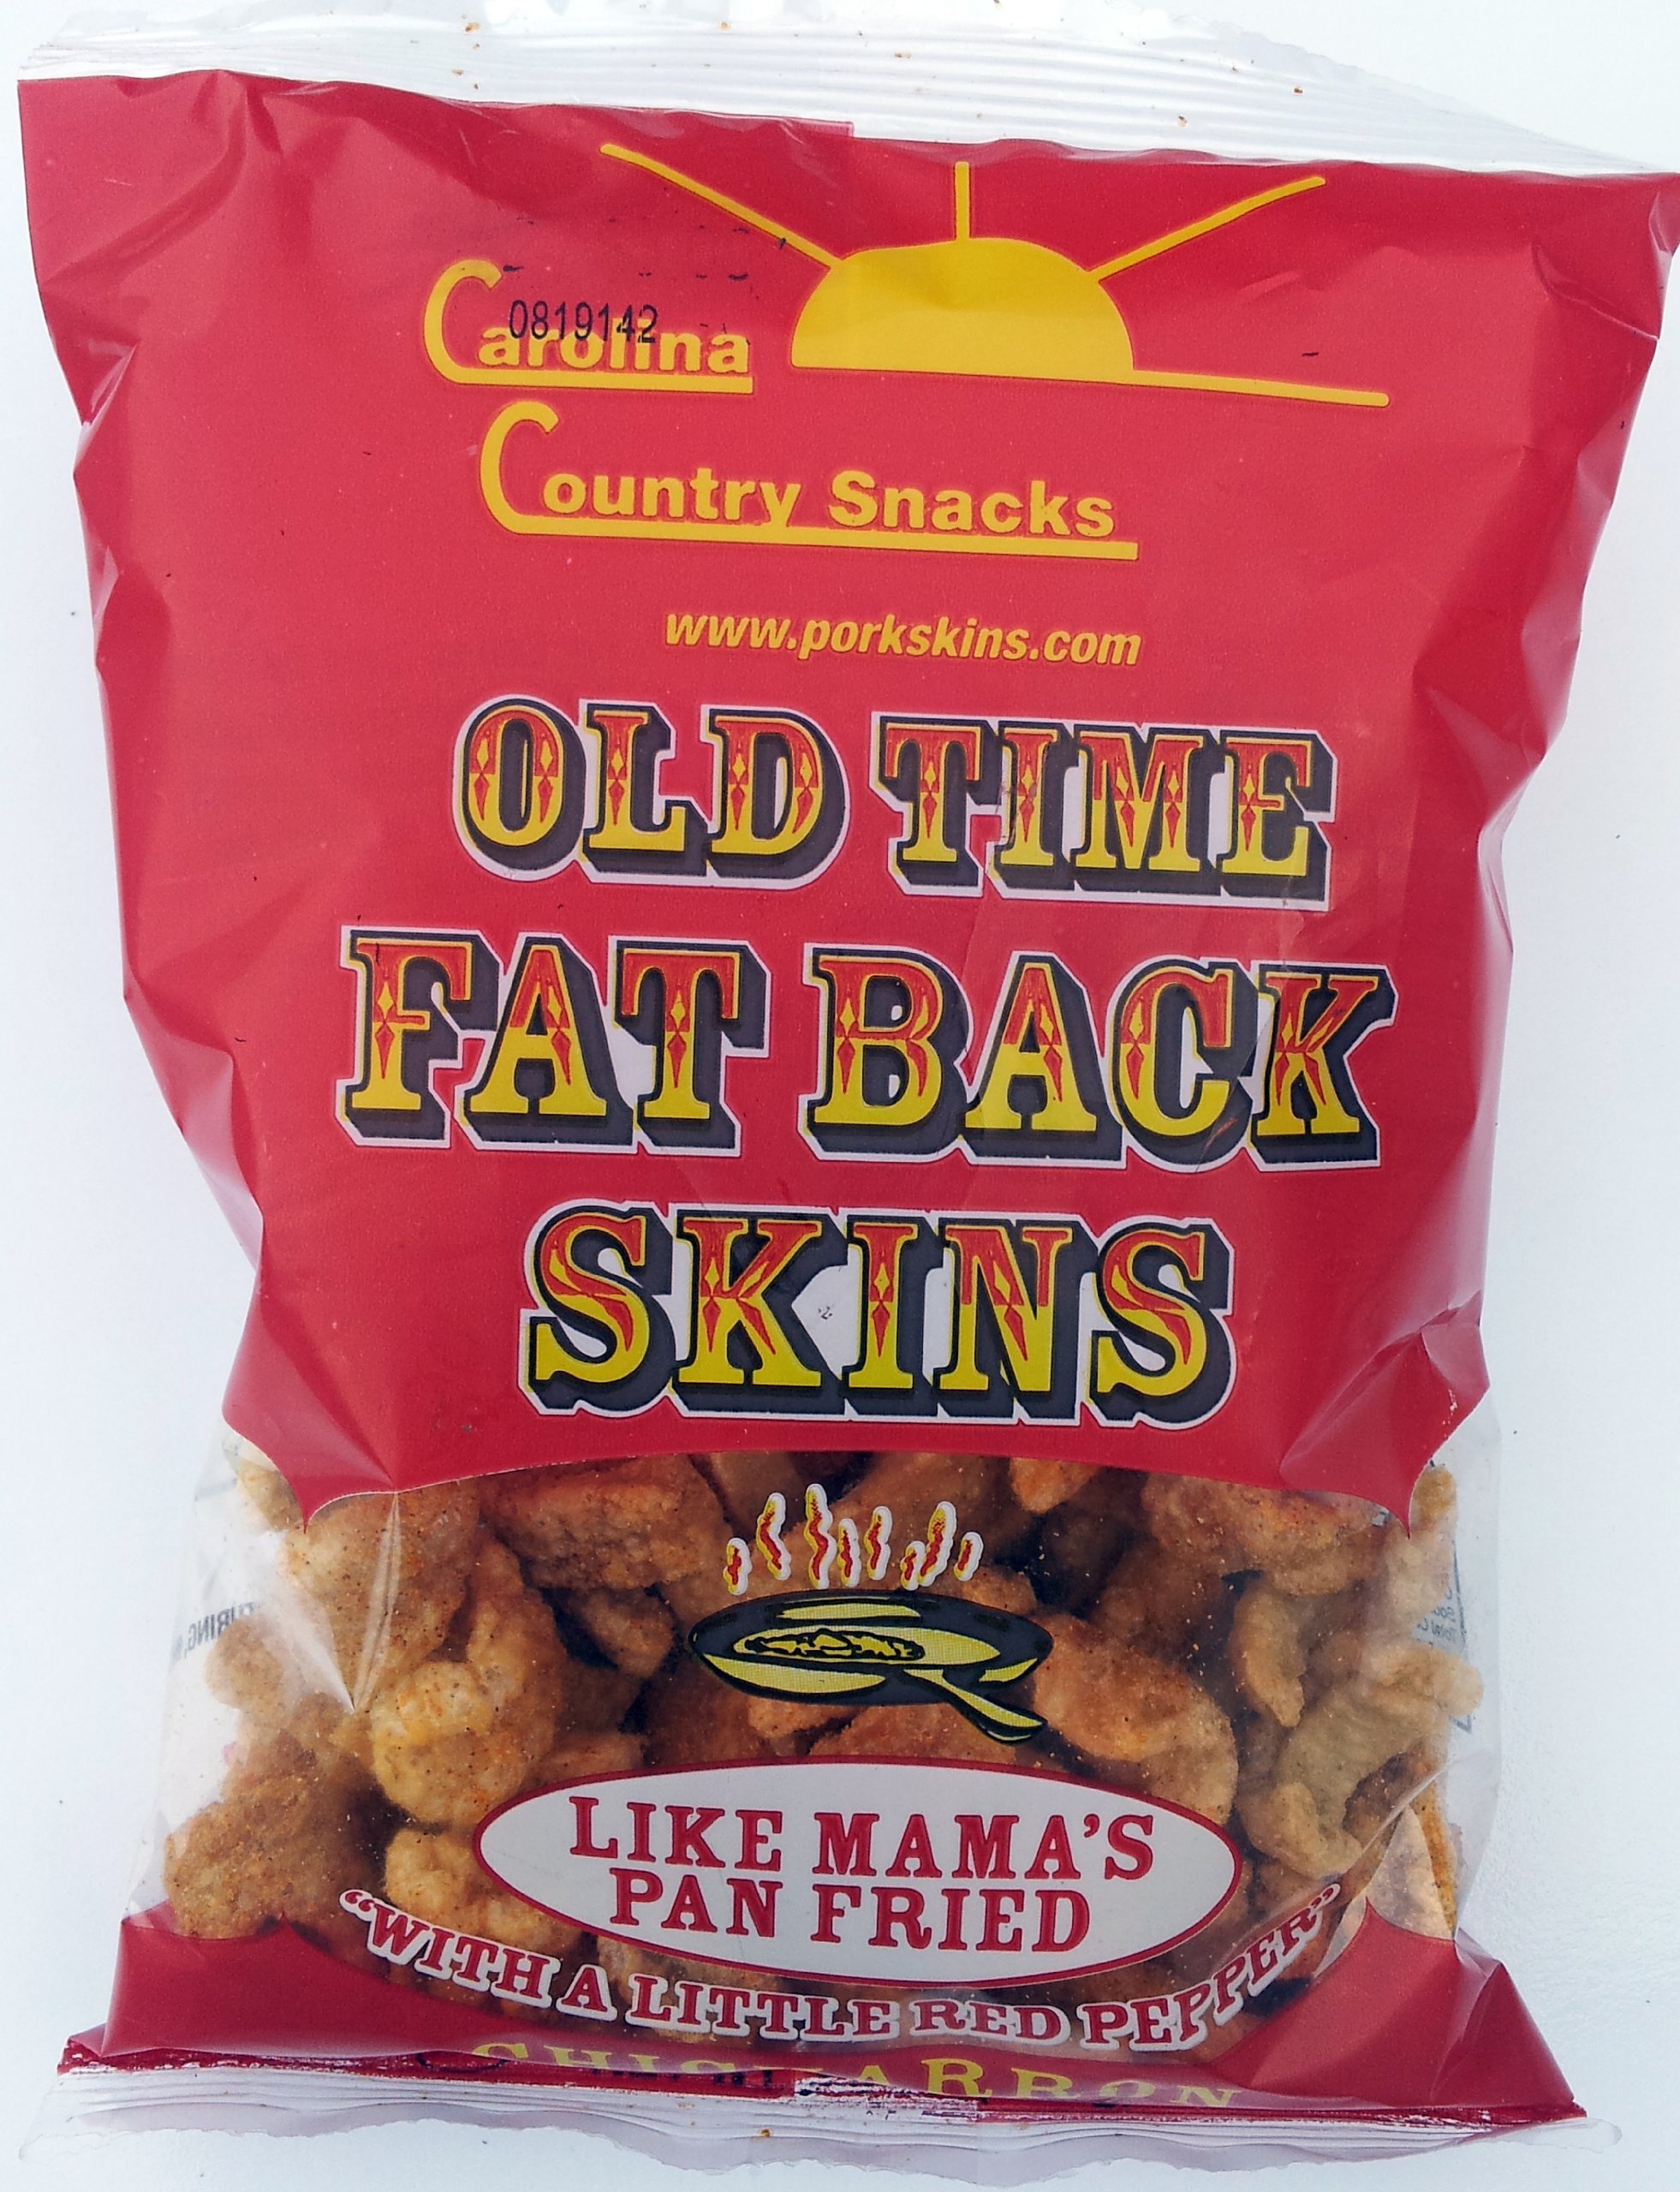 0819142
Carolina
Country Snacks
www.porkskins.com
OLD TIME
FAT BACK
SKINS
LIKE MAMA'S
PAN FRIED
“WITH A LITTLE RED PEPPER”